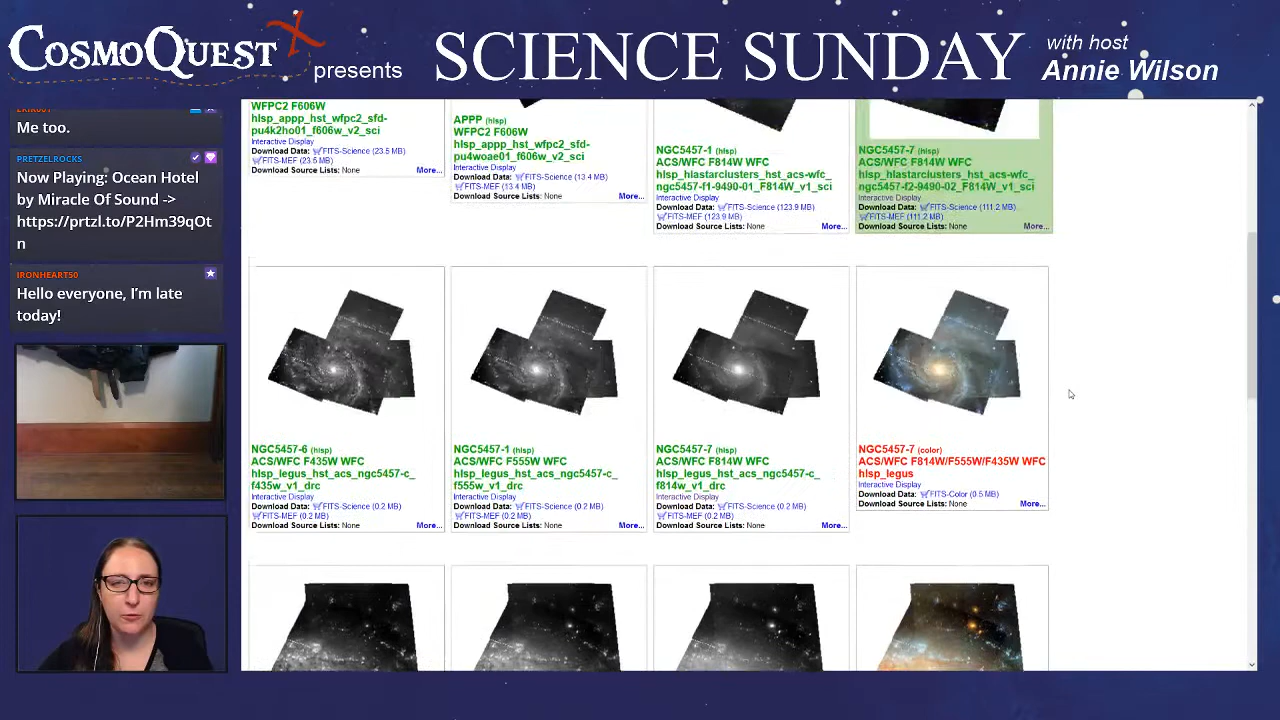 COSMOQUEST X
presents
SCIENCE SUNDAY
with host
Annie Wilson
Me too.
PRETZELROCKS
Now Playing: Ocean Hotel
by Miracle Of Sound ->
https://prtzl.to/P2Hm39qOt
n
IRONHEART50
Hello everyone, I'm late
today!
WFPC2 F606W
hlsp_appp_hst_wfpc2_sfd-
pu4k2ho01_f606w_v2_sci
Interactive Display
Download Data: FITS-Science (23.5 MB)
FITS-MEF (23.5 MB)
Download Source Lists: None More...
APPP (hlsp)
WFPC2 F606W
hlsp_appp_hst_wfpc2_sfd-
pu4woae01_f606w_v2_sci
Interactive Display
Download Data: FITS-Science (13.4 MB)
FITS-MEF (13.4 MB)
Download Source Lists: None More...
NGC5457-1 (hlsp)
ACS/WFC F814W WFC
hlsp_hlastarclusters_hst_acs-wfc_
ngc5457-f1-9490-01_F814W_v1_sci
Interactive Display
Download Data: FITS-Science (123.9 MB)
FITS-MEF (123.9 MB)
Download Source Lists: None More...
NGC5457-7 (hlsp)
ACS/WFC F814W WFC
hlsp_hlastarclusters_hst_acs-wfc_
ngc5457-f2-9490-02_F814W_v1_sci
Interactive Display
Download Data: FITS-Science (111.2 MB)
FITS-MEF (111.2 MB)
Download Source Lists: None More...
NGC5457-6 (hlsp)
ACS/WFC F435W WFC
hlsp_legus_hst_acs_ngc5457-c_
f435w_v1_drc
Interactive Display
Download Data: FITS-Science (0.2 MB)
FITS-MEF (0.2 MB)
Download Source Lists: None More...
NGC5457-1 (hlsp)
ACS/WFC F555W WFC
hlsp_legus_hst_acs_ngc5457-c_
f555w_v1_drc
Interactive Display
Download Data: FITS-Science (0.2 MB)
FITS-MEF (0.2 MB)
Download Source Lists: None More...
NGC5457-7 (hlsp)
ACS/WFC F814W WFC
hlsp_legus_hst_acs_ngc5457-c_
f814w_v1_drc
Interactive Display
Download Data: FITS-Science (0.2 MB)
FITS-MEF (0.2 MB)
Download Source Lists: None More...
NGC5457-7 (color)
ACS/WFC F814W/F555W/F435W WFC
hlsp_legus
Interactive Display
Download Data: FITS-Color (0.5 MB)
Download Source Lists: None More...